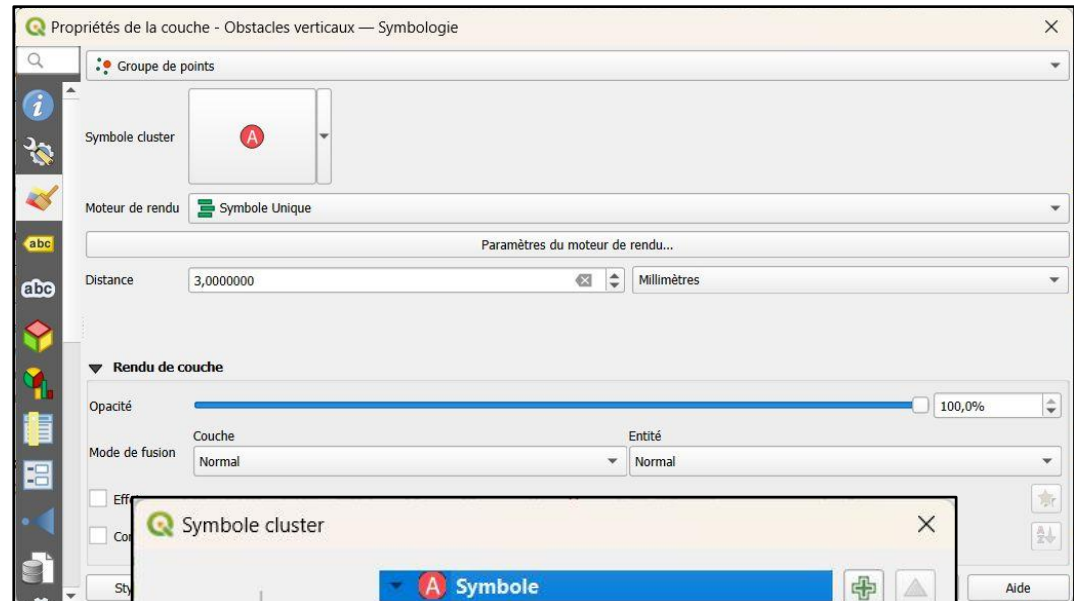 Propriétés de la couche - Obstacles verticaux — Symbologie
Groupe de points
Symbole cluster
A
Moteur de rendu
Symbole Unique
Paramètres du moteur de rendu...
Distance
3,0000000
Millimètres
abc
abc
Rendu de couche
Opacité
100,0%
Mode de fusion
Couche
Entité
Normal
Normal
Symbole cluster
A Symbole
Aide